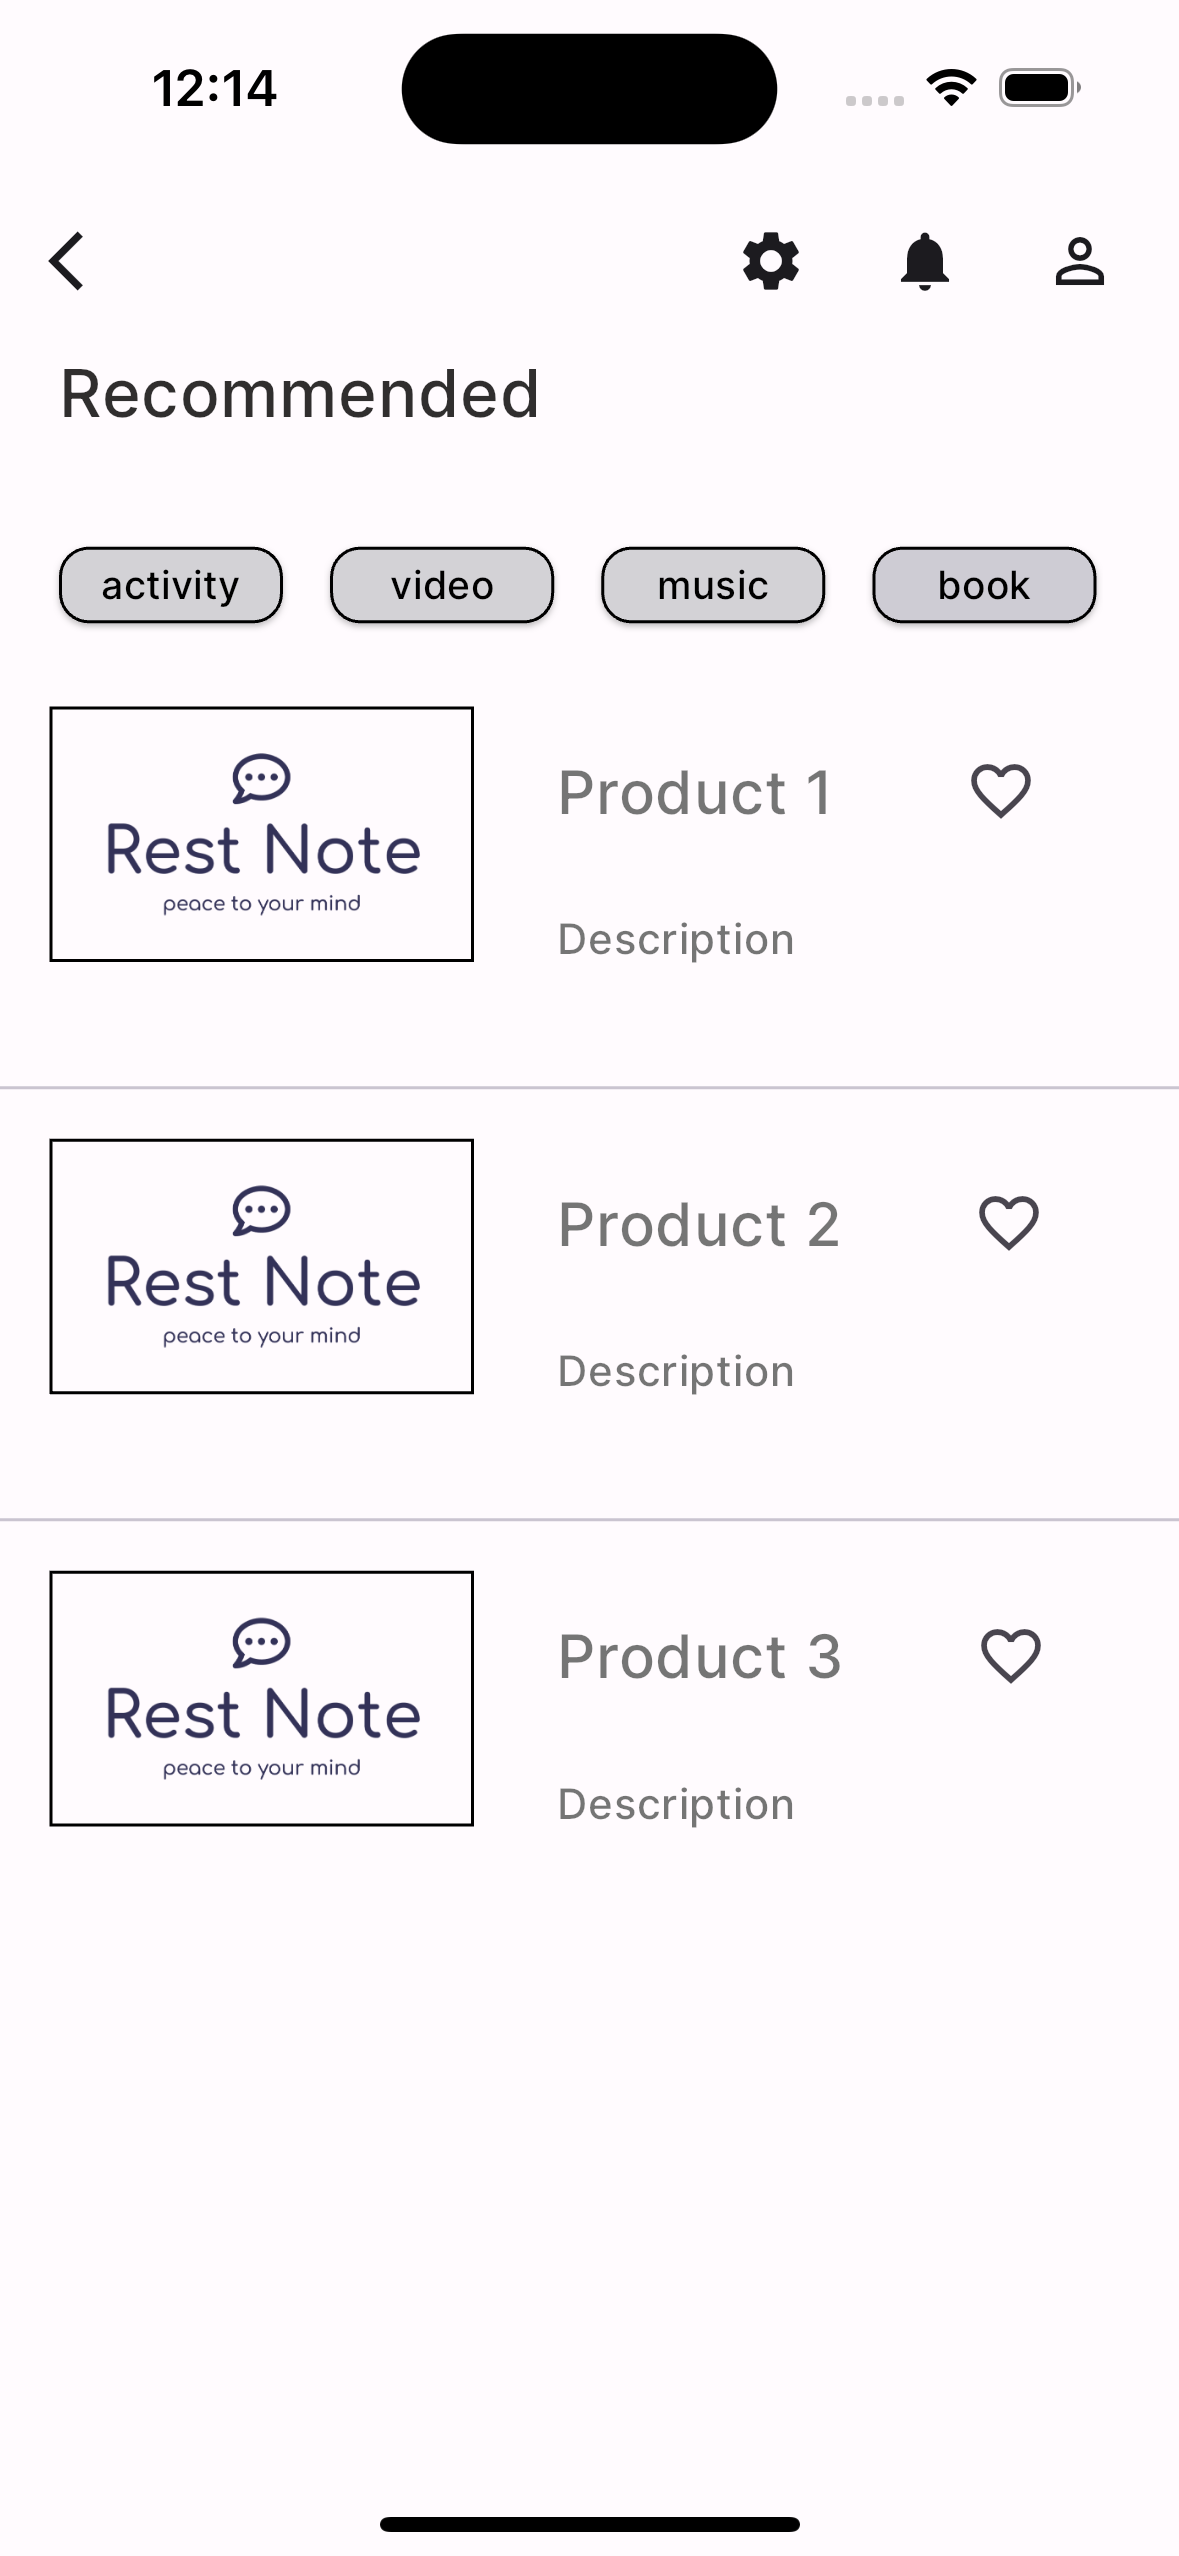 12:14
Recommended
activity video music book
Rest Note
peace to your mind
Product 1
Description
Rest Note
peace to your mind
Product 2
Description
Rest Note
peace to your mind
Product 3
Description